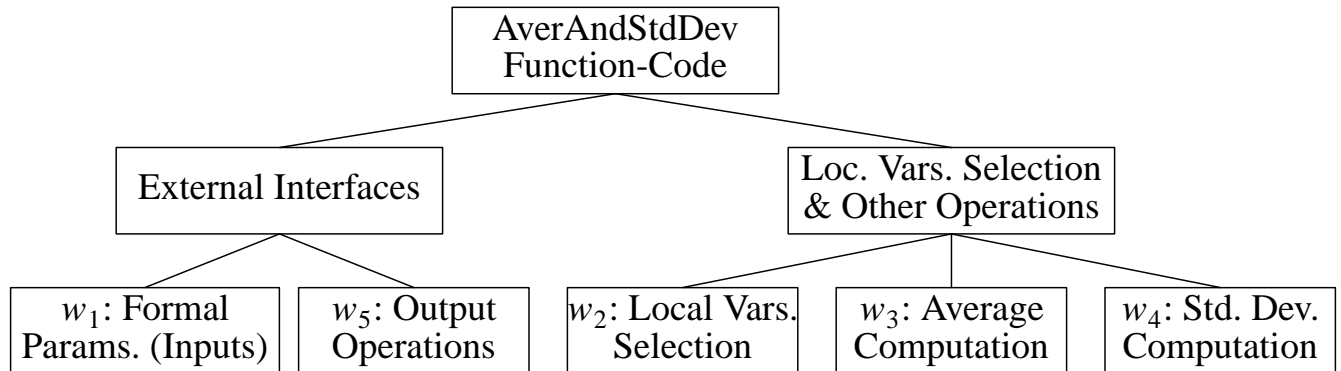 AverAndStdDev
Function-Code
External Interfaces
Loc. Vars. Selection
& Other Operations
w₁: Formal
Params. (Inputs)
w₅: Output
Operations
w₂: Local Vars.
Selection
w₃: Average
Computation
w₄: Std. Dev.
Computation